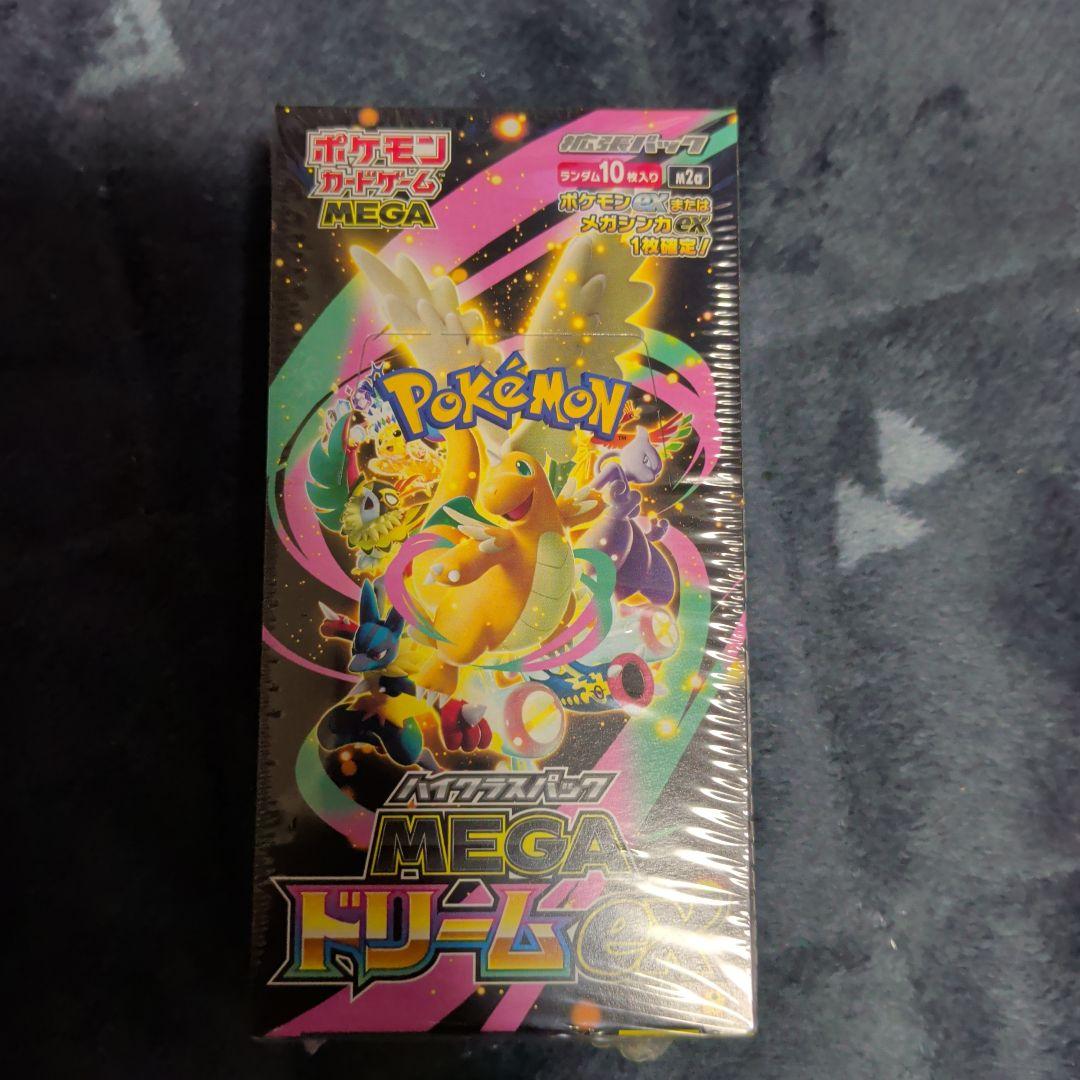 ポケモン
カードゲーム
MEGA
拡張パック
ランダム10枚入り M2a
ポケモンexまたは
メガシンカex
1枚確定!
POKéMON
TM
ハイクラスパック
MEGA
ドリームex